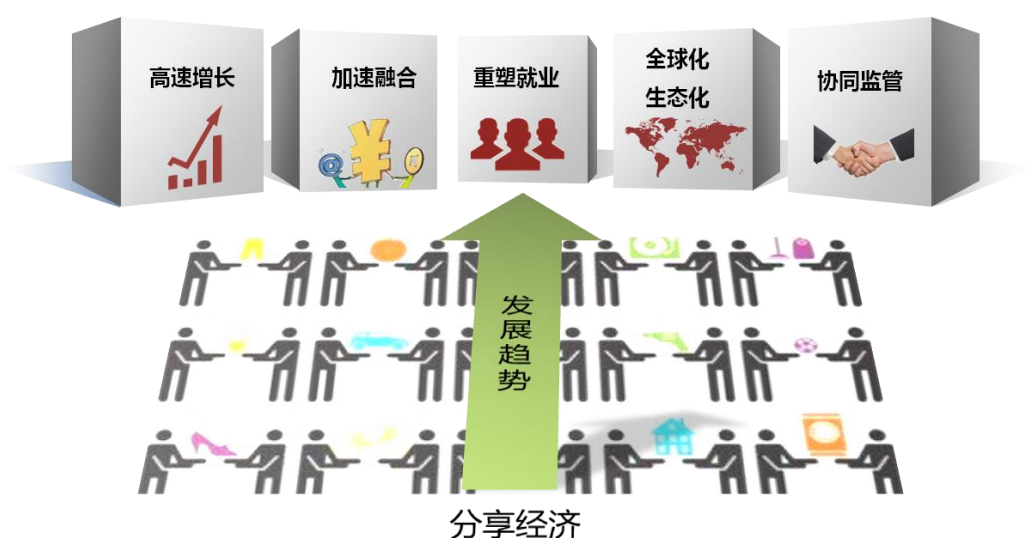 高速增长
加速融合
重塑就业
全球化
生态化
协同监管
发展趋势
分享经济